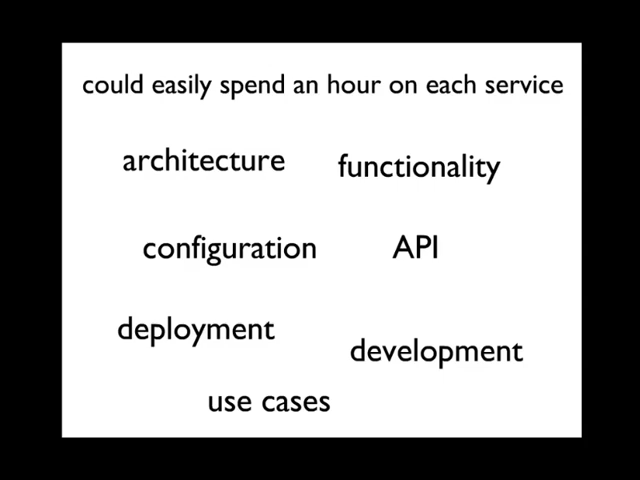 could easily spend an hour on each service
architecture
functionality
configuration
API
deployment
development
use cases